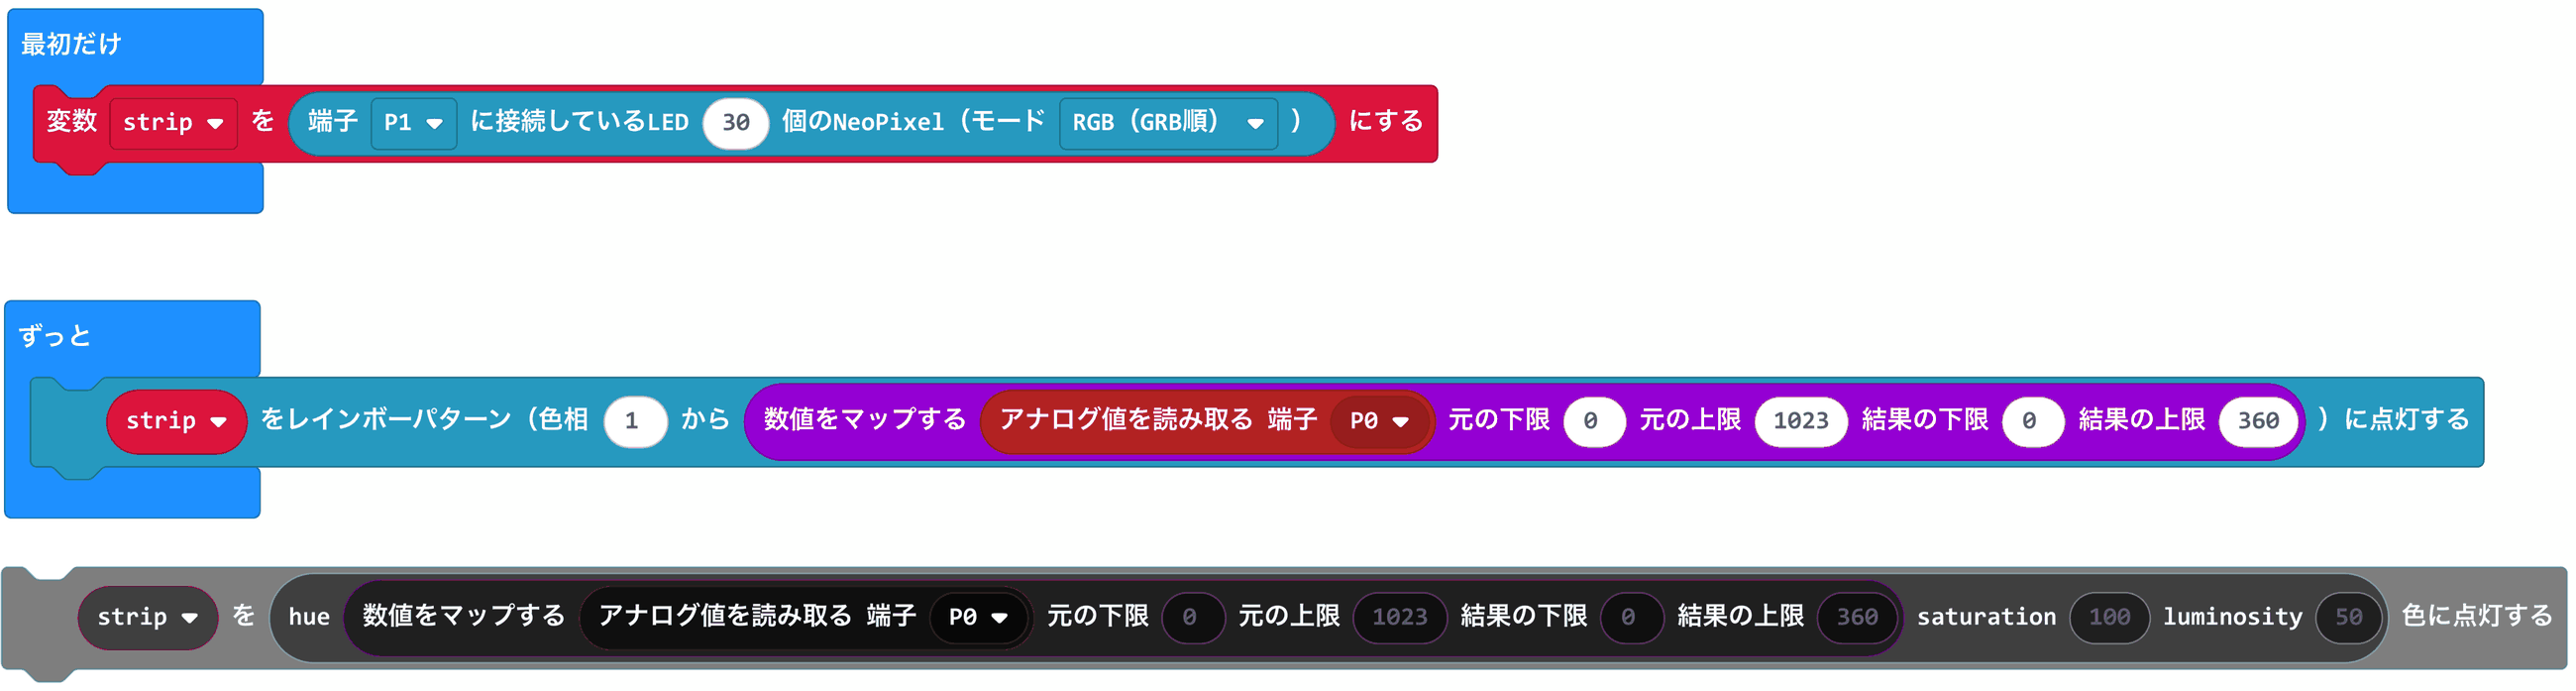 最初だけ
変数 strip を 端子 P1 に接続しているLED 30 個のNeoPixel（モード RGB（GRB順） ） にする
ずっと
strip をレインボーパターン（色相 1 から 数値をマップする アナログ値を読み取る 端子 P0 元の下限 0 元の上限 1023 結果の下限 0 結果の上限 360 ）に点灯する
strip を hue 数値をマップする アナログ値を読み取る 端子 P0 元の下限 0 元の上限 1023 結果の下限 0 結果の上限 360 saturation 100 luminosity 50 色に点灯する